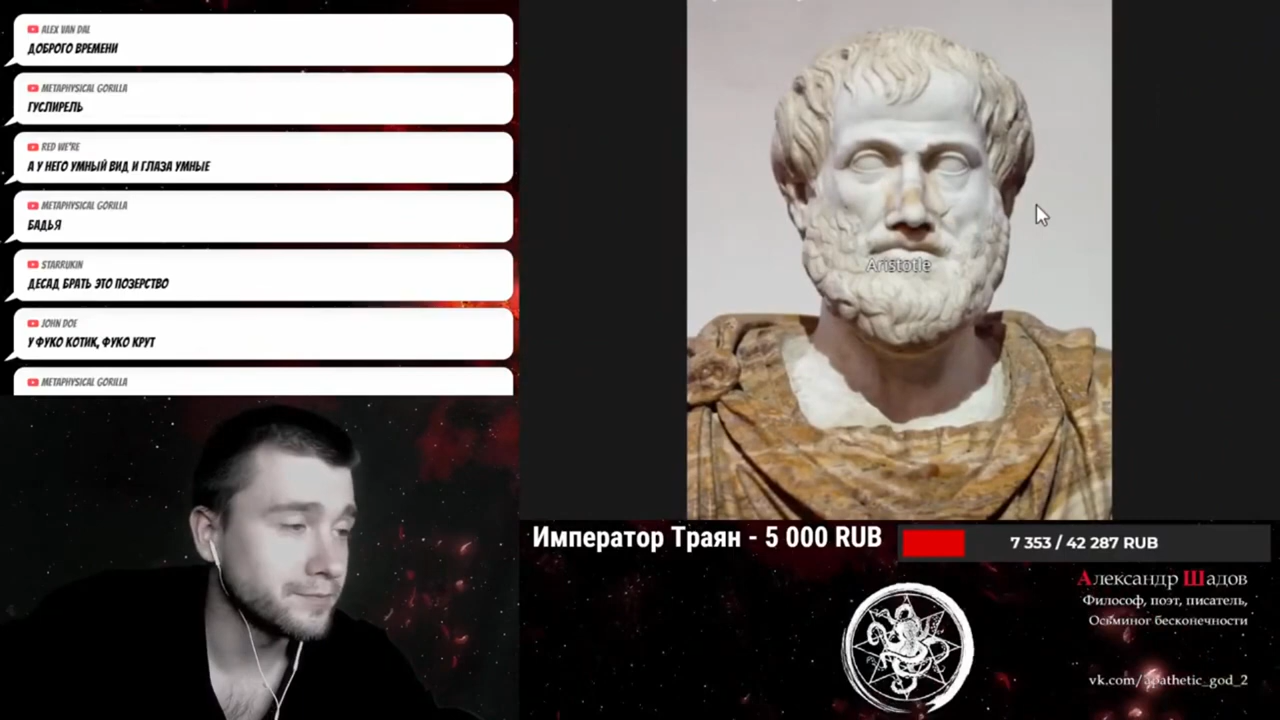 ALEX VAN DAL
ДОБРОГО ВРЕМЕНИ
METAPHYSICAL GORILLA
ГУСЛИРЕЛЬ
RED WE'RE
А У НЕГО УМНЫЙ ВИД И ГЛАЗА УМНЫЕ
METAPHYSICAL GORILLA
БАДЬЯ
STARRUKIN
ДЕСАД БРАТЬ ЭТО ПОЗЕРСТВО
JOHN DOE
У ФУКО КОТИК, ФУКО КРУТ
METAPHYSICAL GORILLA
Aristotle
Император Траян - 5 000 RUB
7 353 / 42 287 RUB
Александр Шадов
Философ, поэт, писатель,
Осьминог бесконечности
vk.com/apathetic_god_2